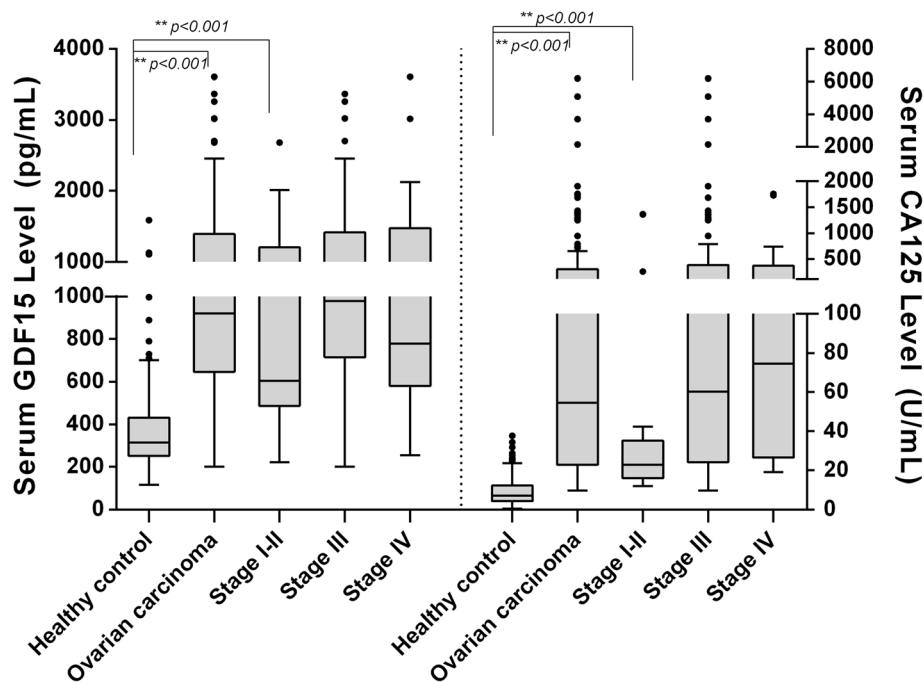 ** p<0.001
** p<0.001
4000
3000
2000
1000
1000
800
600
400
200
0
Serum GDF15 Level (pg/mL)
Healthy control
Ovarian carcinoma
Stage I-II
Stage III
Stage IV
** p<0.001
** p<0.001
8000
6000
4000
2000
2000
1500
1000
500
100
80
60
40
20
0
Serum CA125 Level (U/mL)
Healthy control
Ovarian carcinoma
Stage I-II
Stage III
Stage IV